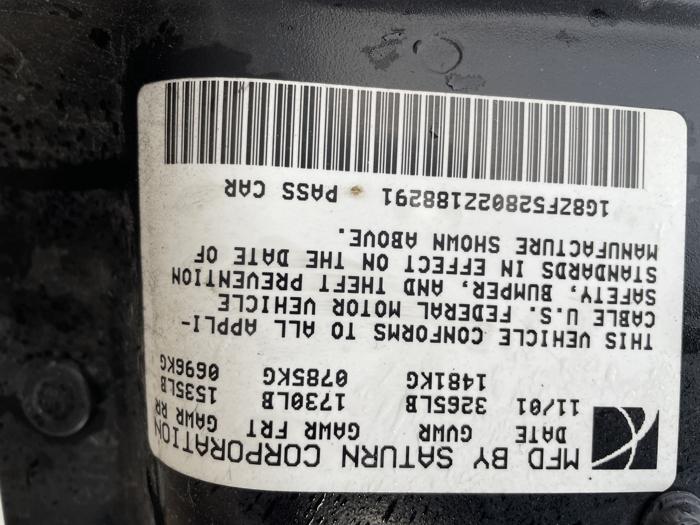 MFD BY SATURN CORPORATION
DATE GVWR GAWR FRT GAWR RR
11/01 3265LB 1730LB 1535LB
1481KG 0785KG 0696KG
THIS VEHICLE CONFORMS TO ALL APPLI-
CABLE U.S. FEDERAL MOTOR VEHICLE
SAFETY, BUMPER, AND THEFT PREVENTION
STANDARDS IN EFFECT ON THE DATE OF
MANUFACTURE SHOWN ABOVE.
1G8ZF52802Z188291 PASS CAR